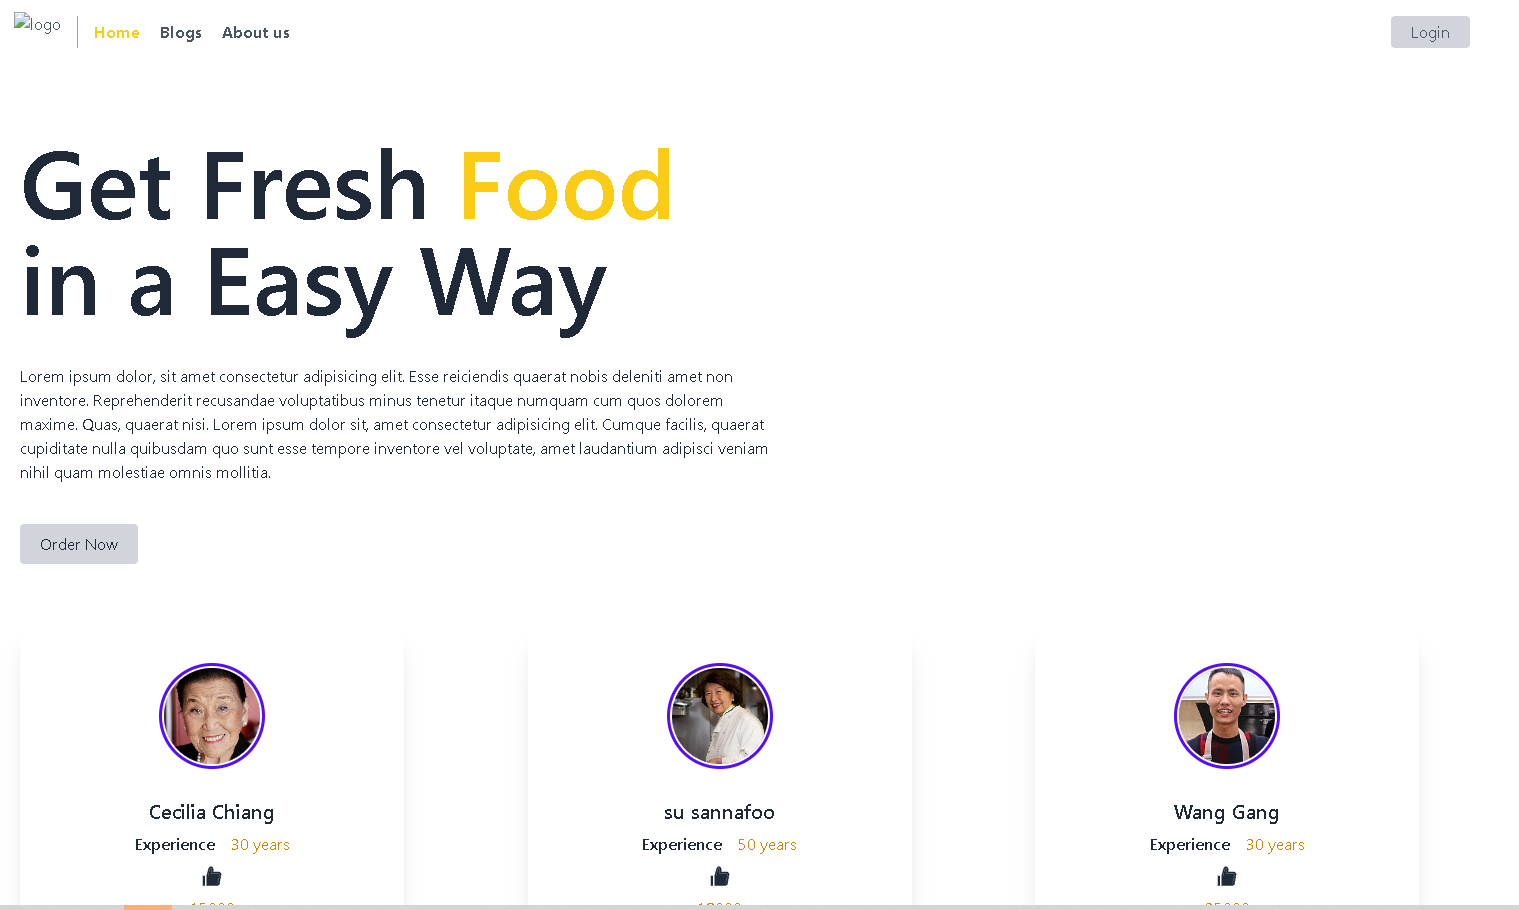 logo
Home Blogs About us
Login
Get Fresh Food
in a Easy Way
Lorem ipsum dolor, sit amet consectetur adipisicing elit. Esse reiciendis quaerat nobis deleniti amet non
inventore. Reprehenderit recusandae voluptatibus minus tenetur itaque numquam cum quos dolorem
maxime. Quas, quaerat nisi. Lorem ipsum dolor sit, amet consectetur adipisicing elit. Cumque facilis, quaerat
cupiditate nulla quibusdam quo sunt esse tempore inventore vel voluptate, amet laudantium adipisci veniam
nihil quam molestiae omnis mollitia.
Order Now
Cecilia Chiang
Experience 30 years
su sannafoo
Experience 50 years
Wang Gang
Experience 30 years